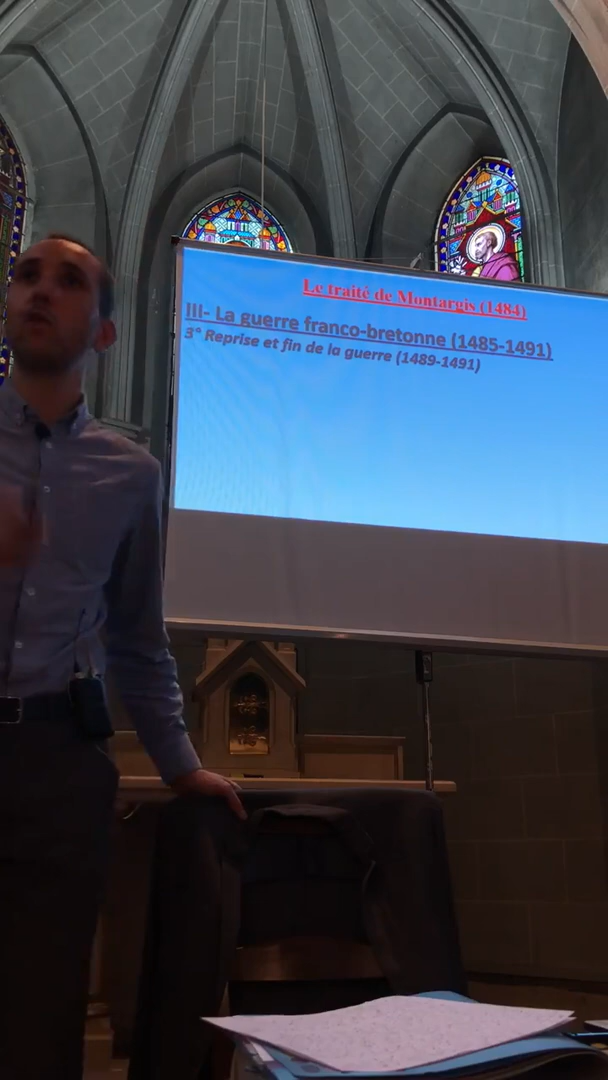 Le traité de Montargis (1484)
III- La guerre franco-bretonne (1485-1491)
3° Reprise et fin de la guerre (1489-1491)